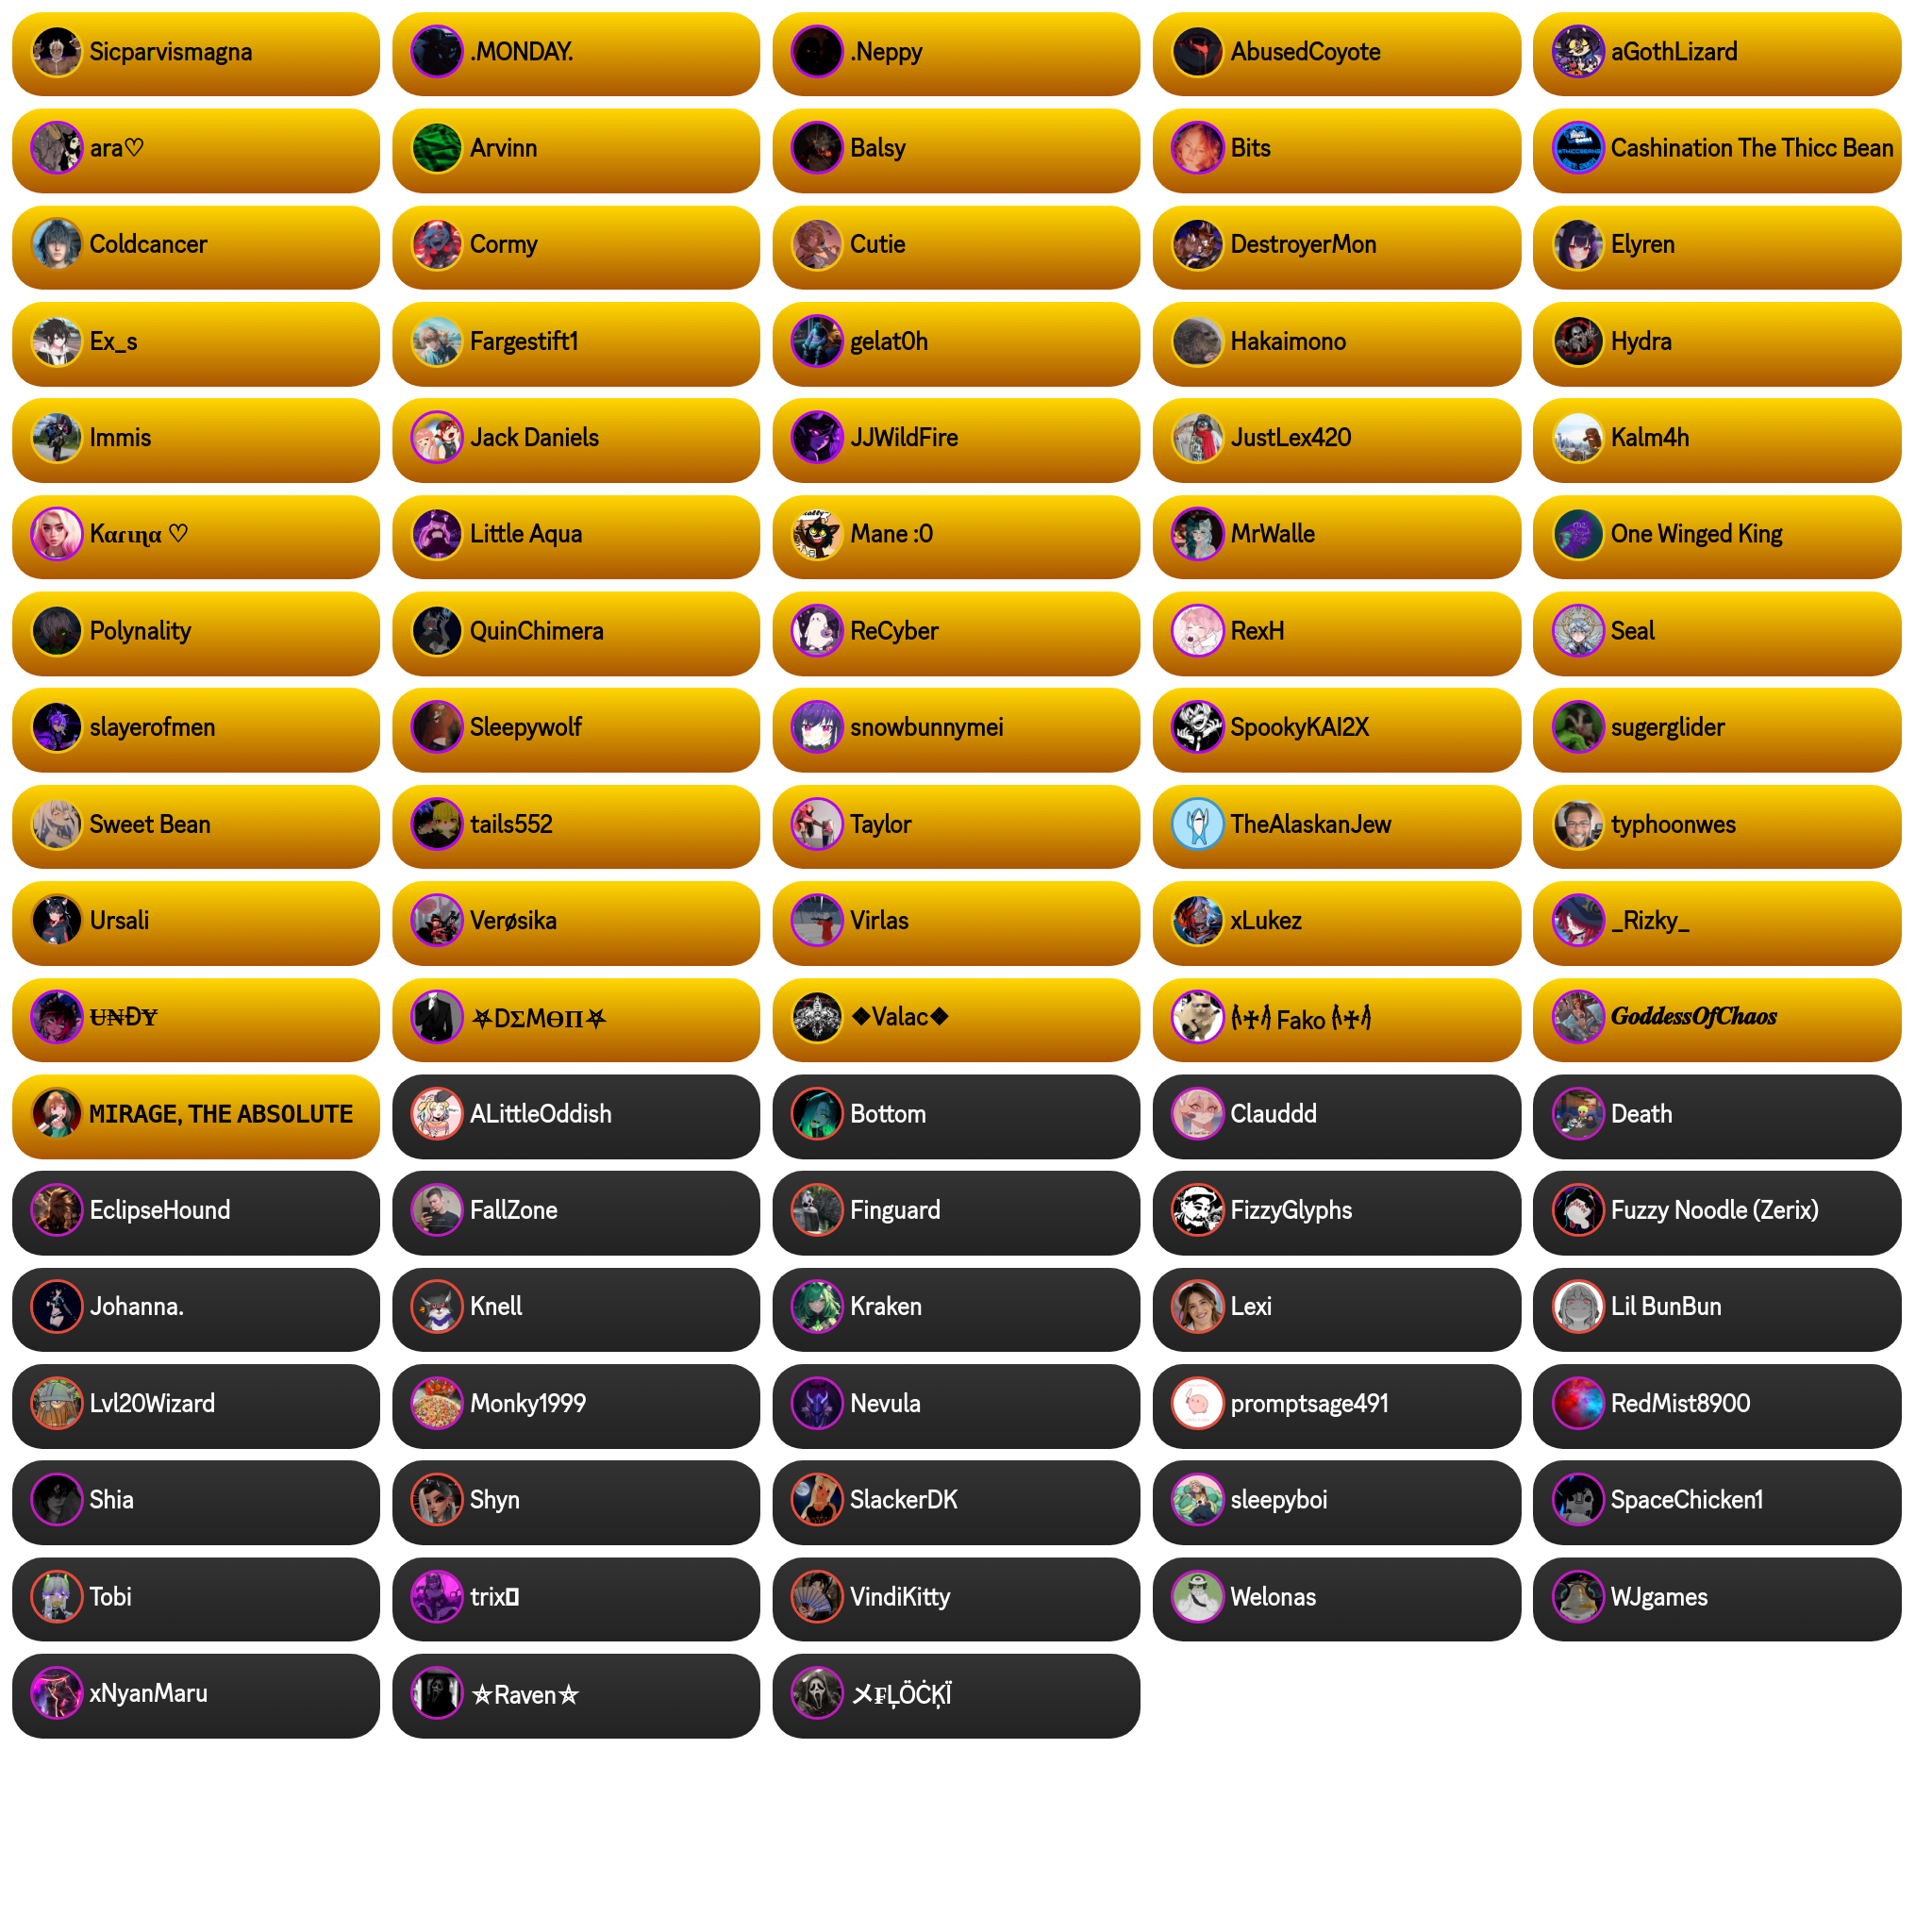 Sicparvismagna
.MONDAY.
.Neppy
AbusedCoyote
aGothLizard
ara♡
Arvinn
Balsy
Bits
Cashination The Thicc Bean
Coldcancer
Cormy
Cutie
DestroyerMon
Elyren
Ex_s
Fargestift1
gelat0h
Hakaimono
Hydra
Immis
Jack Daniels
JJWildFire
JustLex420
Kalm4h
Kαɾιɳα ♡
Little Aqua
Mane :0
MrWalle
One Winged King
Polynality
QuinChimera
ReCyber
RexH
Seal
slayerofmen
Sleepywolf
snowbunnymei
SpookyKAI2X
sugerglider
Sweet Bean
tails552
Taylor
TheAlaskanJew
typhoonwes
Ursali
Verøsika
Virlas
xLukez
_Rizky_
Ʉ₦ĐɎ
⛧DΣMӨΠ⛧
❖Valac❖
Fako
𝑮𝒐𝒅𝒅𝒆𝒔𝒔𝑶𝒇𝑪𝒉𝒂𝒐𝒔
MIRAGE, THE ABSOLUTE
ALittleOddish
Bottom
Clauddd
Death
EclipseHound
FallZone
Finguard
FizzyGlyphs
Fuzzy Noodle (Zerix)
Johanna.
Knell
Kraken
Lexi
Lil BunBun
Lvl20Wizard
Monky1999
Nevula
promptsage491
RedMist8900
Shia
Shyn
SlackerDK
sleepyboi
SpaceChicken1
Tobi
trix
VindiKitty
Welonas
WJgames
xNyanMaru
⛤Raven⛤
メ₣ĻÖĊĶÏ